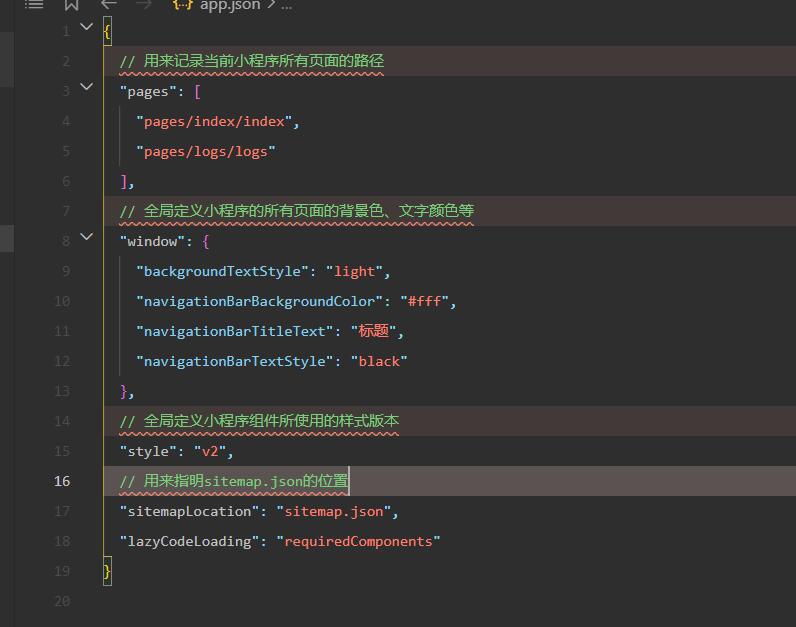 app.json > ...
1 {
2 // 用来记录当前小程序所有页面的路径
3 "pages": [
4 "pages/index/index",
5 "pages/logs/logs"
6 ],
7 // 全局定义小程序的所有页面的背景色、文字颜色等
8 "window": {
9 "backgroundTextStyle": "light",
10 "navigationBarBackgroundColor": "#fff",
11 "navigationBarTitleText": "标题",
12 "navigationBarTextStyle": "black"
13 },
14 // 全局定义小程序组件所使用的样式版本
15 "style": "v2",
16 // 用来指明sitemap.json的位置
17 "sitemapLocation": "sitemap.json",
18 "lazyCodeLoading": "requiredComponents"
19 }
20